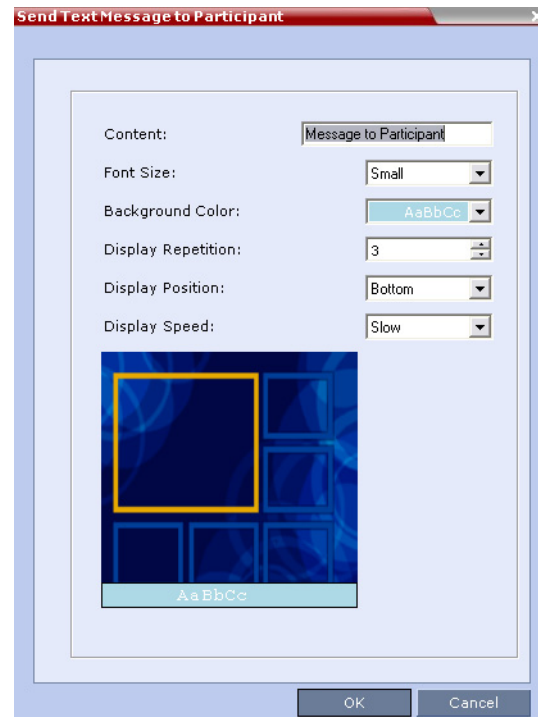 Send Text Message to Participant
Content: Message to Participant
Font Size: Small
Background Color: AaBbCc
Display Repetition: 3
Display Position: Bottom
Display Speed: Slow
AaBbCc
OK Cancel